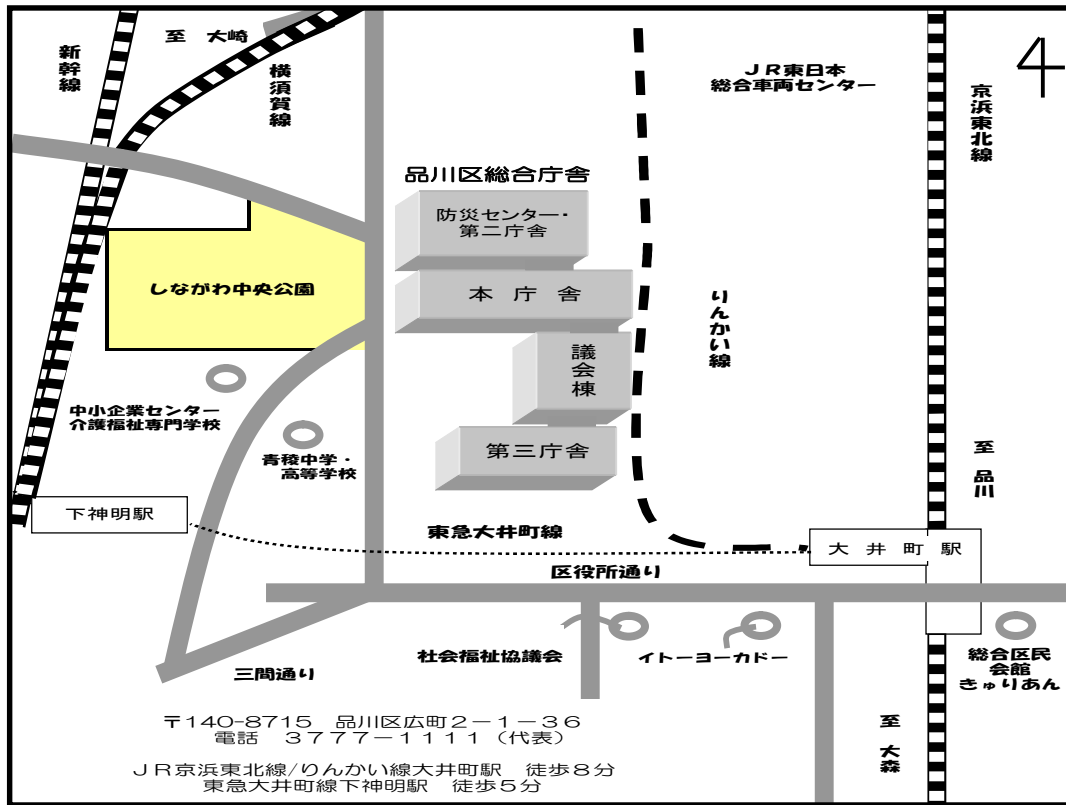 新幹線
至 大崎
横須賀線
JR東日本
総合車両センター
京浜東北線
4
品川区総合庁舎
防災センター・
第二庁舎
しながわ中央公園
本庁舎
りんかい線
議会棟
中小企業センター
介護福祉専門学校
青稜中学・
高等学校
第三庁舎
至 品川
下神明駅
東急大井町線
大井町駅
区役所通り
社会福祉協議会
イトーヨーカドー
総合区民
会館
きゅりあん
三間通り
至 大森
〒140-8715 品川区広町2-1-36
電話 3777-1111（代表）
JR京浜東北線/りんかい線大井町駅 徒歩8分
東急大井町線下神明駅 徒歩5分